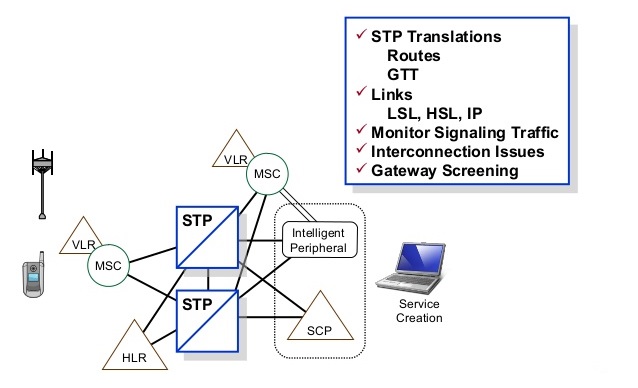 STP Translations
Routes
GTT
Links
LSL, HSL, IP
Monitor Signaling Traffic
Interconnection Issues
Gateway Screening
VLR
MSC
STP
Intelligent
Peripheral
VLR
MSC
STP
Service
Creation
SCP
HLR